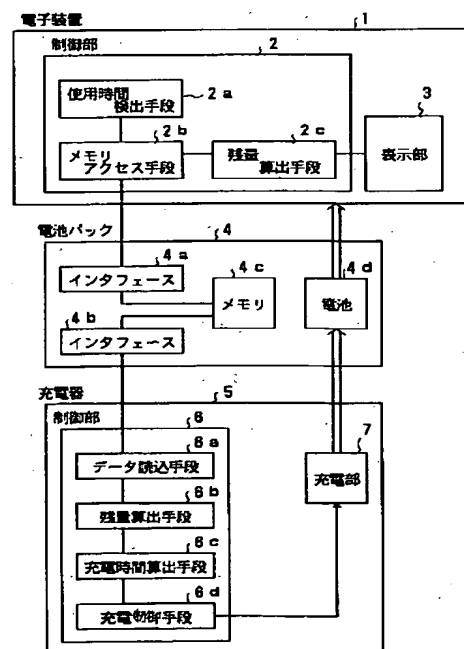 電子装置 1
制御部 2
使用時間
検出手段 2a
メモリ
アクセス手段 2b
残量
算出手段 2c
表示部 3
電池パック 4
インタフェース 4a
メモリ 4c
電池 4d
インタフェース 4b
充電器 5
制御部 6
データ読込手段 6a
残量算出手段 6b
充電時間算出手段 6c
充電制御手段 6d
充電部 7